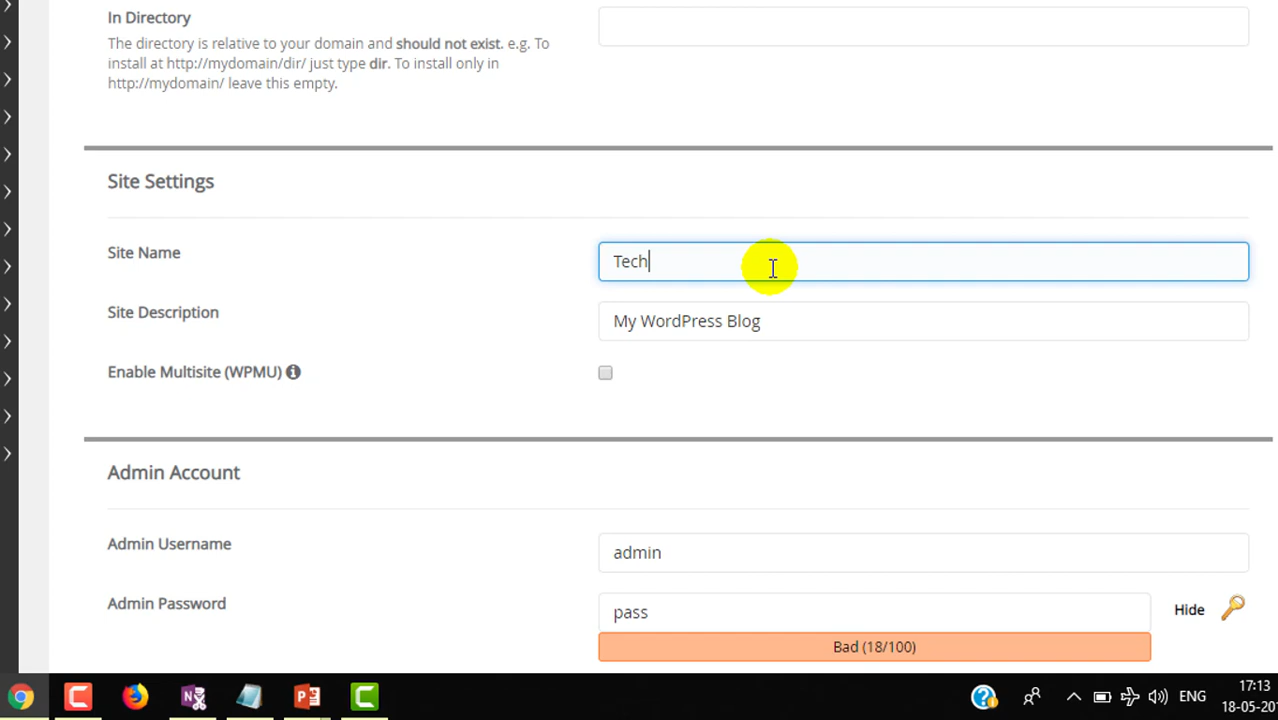 In Directory
The directory is relative to your domain and should not exist. e.g. To
install at http://mydomain/dir/ just type dir. To install only in
http://mydomain/ leave this empty.
Site Settings
Site Name
Tech
Site Description
My WordPress Blog
Enable Multisite (WPMU)
Admin Account
Admin Username
admin
Admin Password
pass
Hide
Bad (18/100)
ENG
17:13
18-05-20